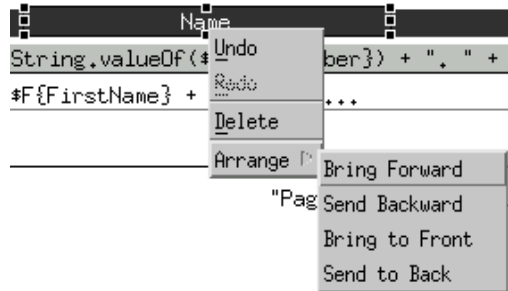 Name
String.valueOf($ ber}) + ". " +
$F{FirstName} + ...
Undo
Redo
Delete
Arrange
"Pag
Bring Forward
Send Backward
Bring to Front
Send to Back